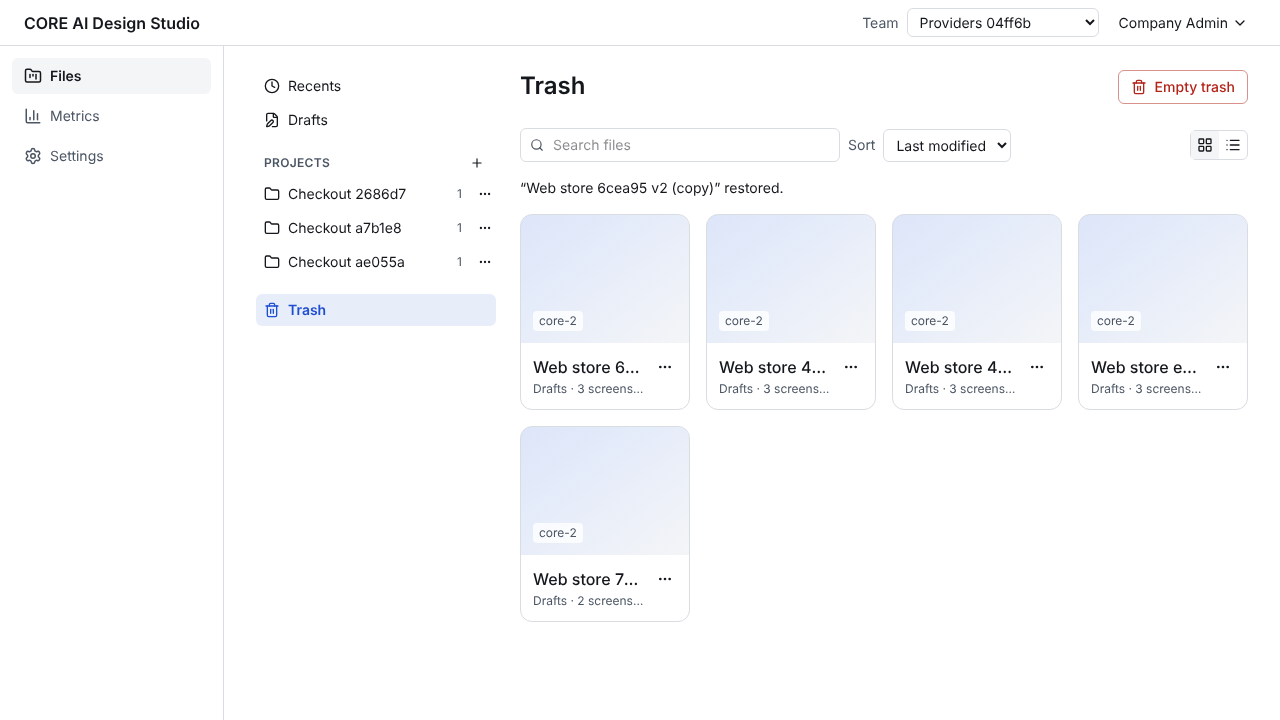 CORE AI Design Studio
Team
Providers 04ff6b
Company Admin
Files
Metrics
Settings
Recents
Drafts
PROJECTS
Checkout 2686d7 1
Checkout a7b1e8 1
Checkout ae055a 1
Trash
Trash
Empty trash
Search files
Sort
Last modified
“Web store 6cea95 v2 (copy)” restored.
core-2
Web store 6...
Drafts · 3 screens...
core-2
Web store 4...
Drafts · 3 screens...
core-2
Web store 4...
Drafts · 3 screens...
core-2
Web store e...
Drafts · 3 screens...
core-2
Web store 7...
Drafts · 2 screens...